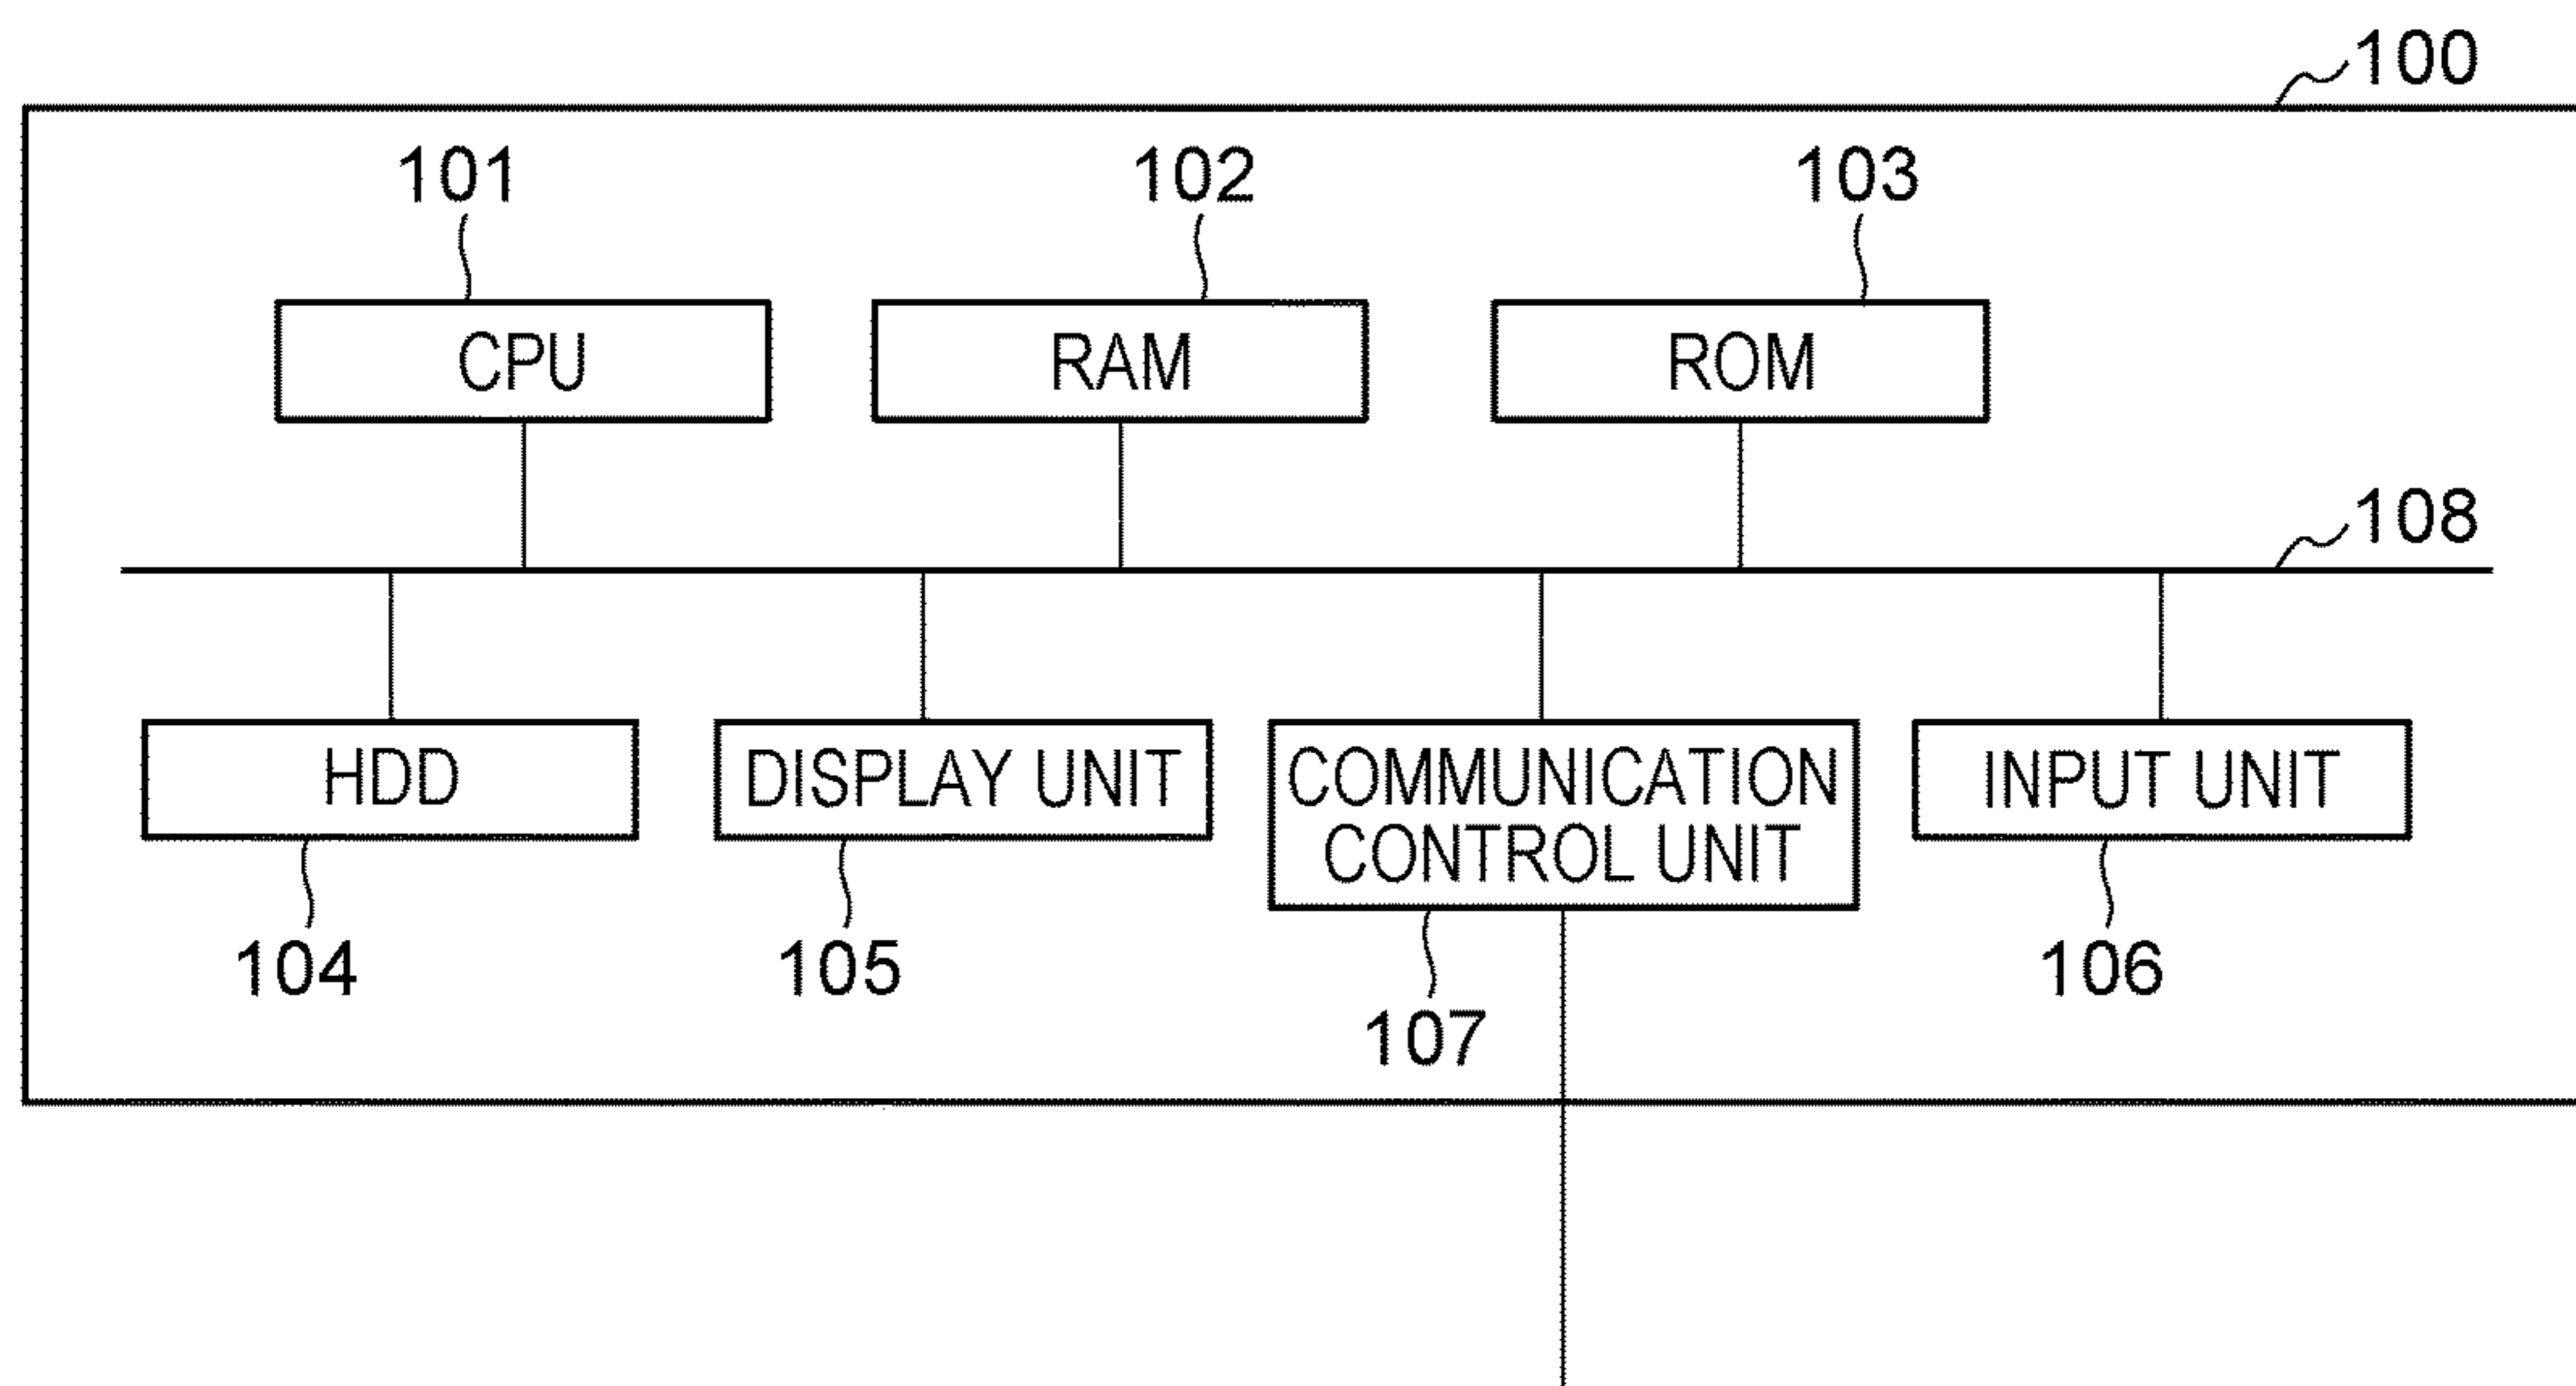 100
101
102
103
CPU
RAM
ROM
108
HDD
DISPLAY UNIT
COMMUNICATION
CONTROL UNIT
INPUT UNIT
104
105
107
106